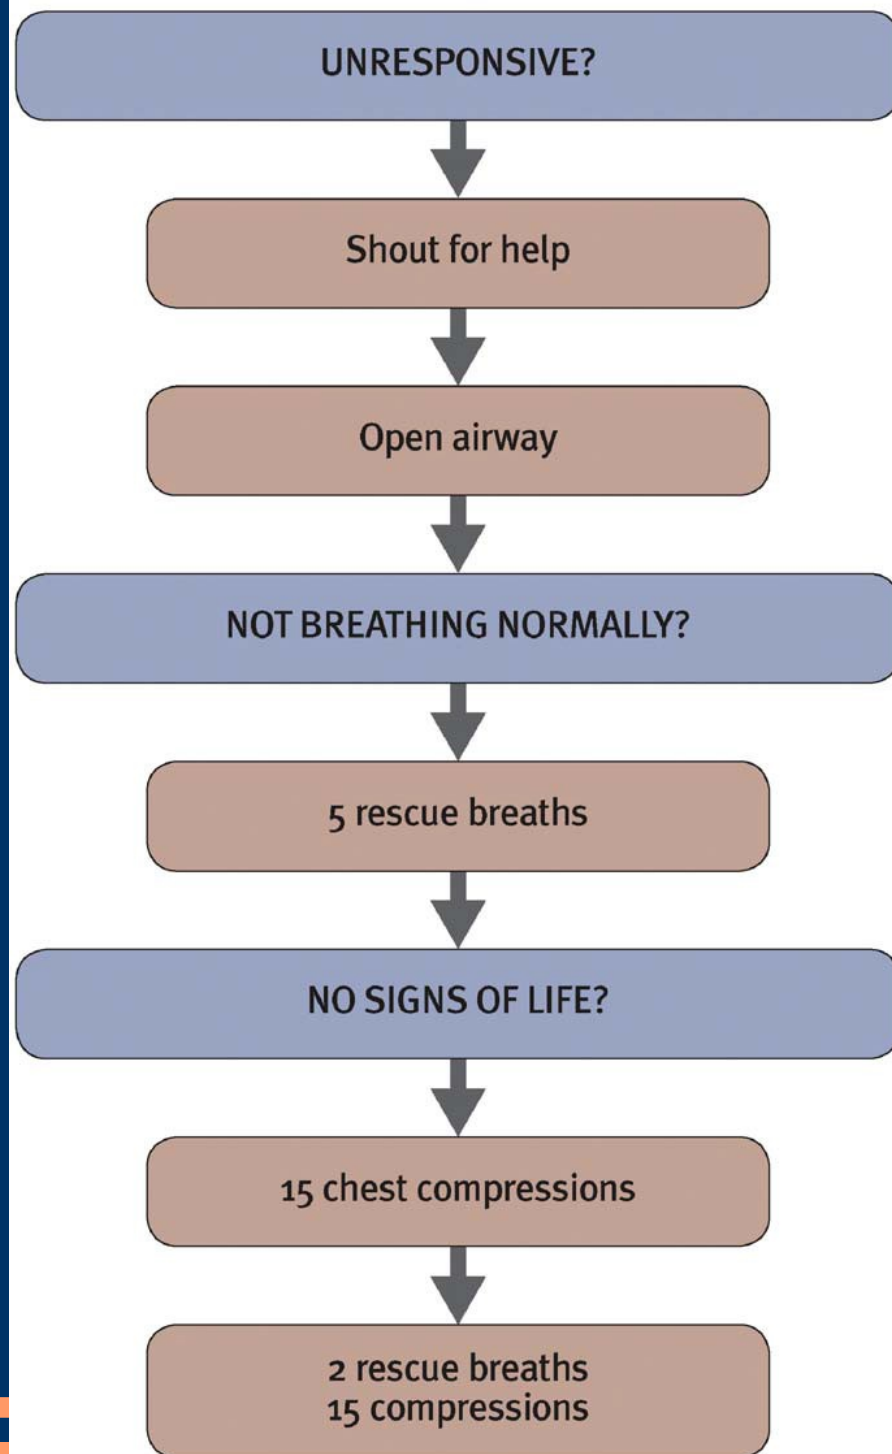 UNRESPONSIVE?
Shout for help
Open airway
NOT BREATHING NORMALLY?
5 rescue breaths
NO SIGNS OF LIFE?
15 chest compressions
2 rescue breaths
15 compressions